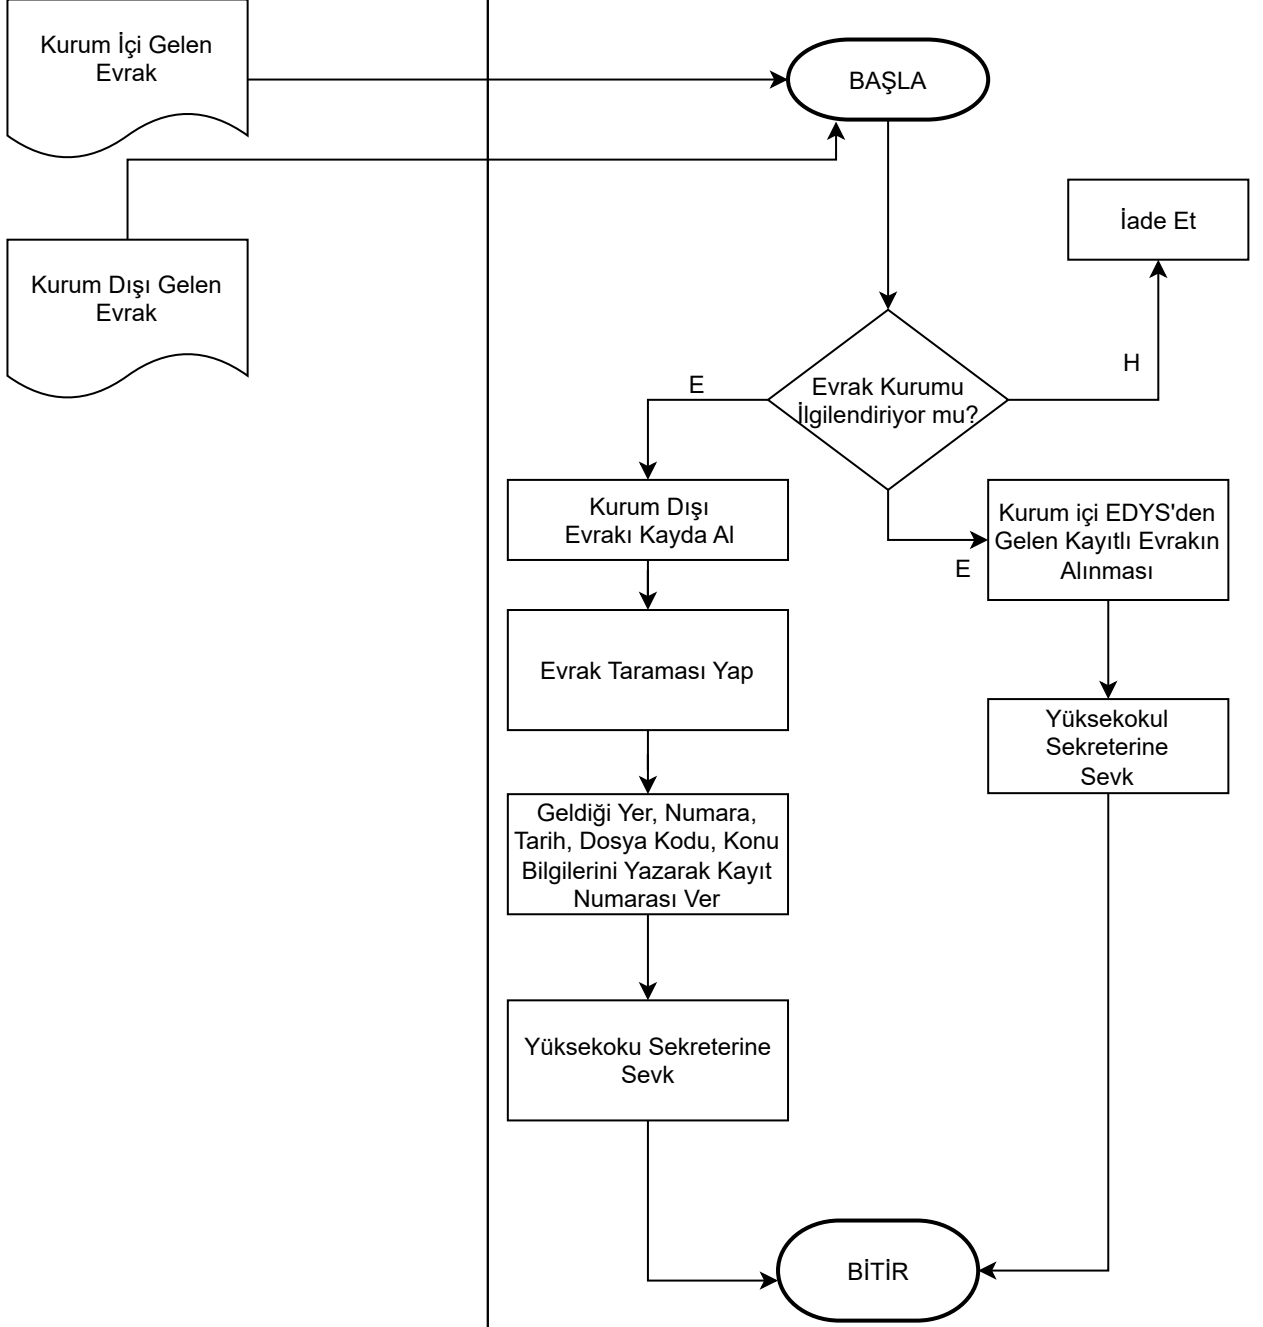 Kurum İçi Gelen
Evrak
BAŞLA
İade Et
Kurum Dışı Gelen
Evrak
H
E
Evrak Kurumu
İlgilendiriyor mu?
Kurum Dışı
Evrakı Kayda Al
Kurum içi EDYS'den
Gelen Kayıtlı Evrakın
Alınması
E
Evrak Taraması Yap
Yüksekokul
Sekreterine
Sevk
Geldiği Yer, Numara,
Tarih, Dosya Kodu, Konu
Bilgilerini Yazarak Kayıt
Numarası Ver
Yüksekoku Sekreterine
Sevk
BİTİR